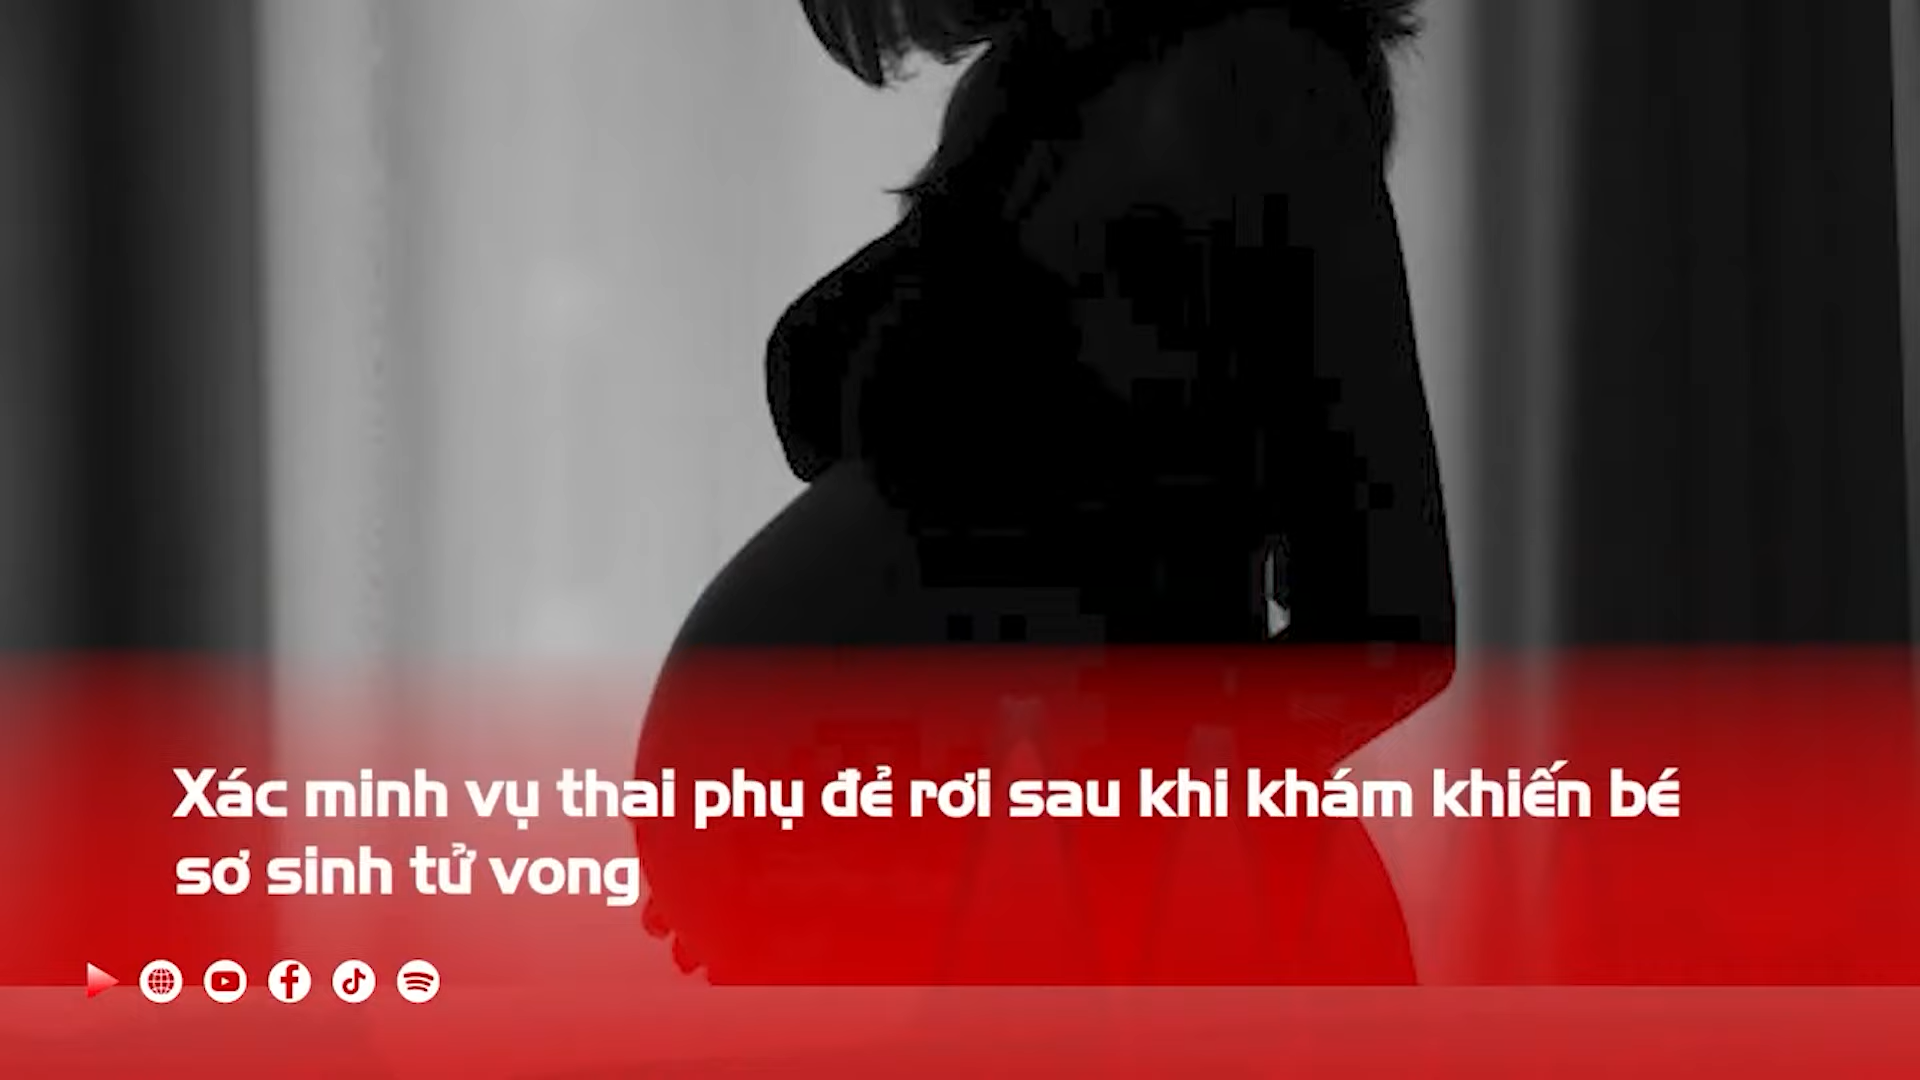 Xác minh vụ thai phụ đẻ rơi sau khi khám khiến bé
sơ sinh tử vong